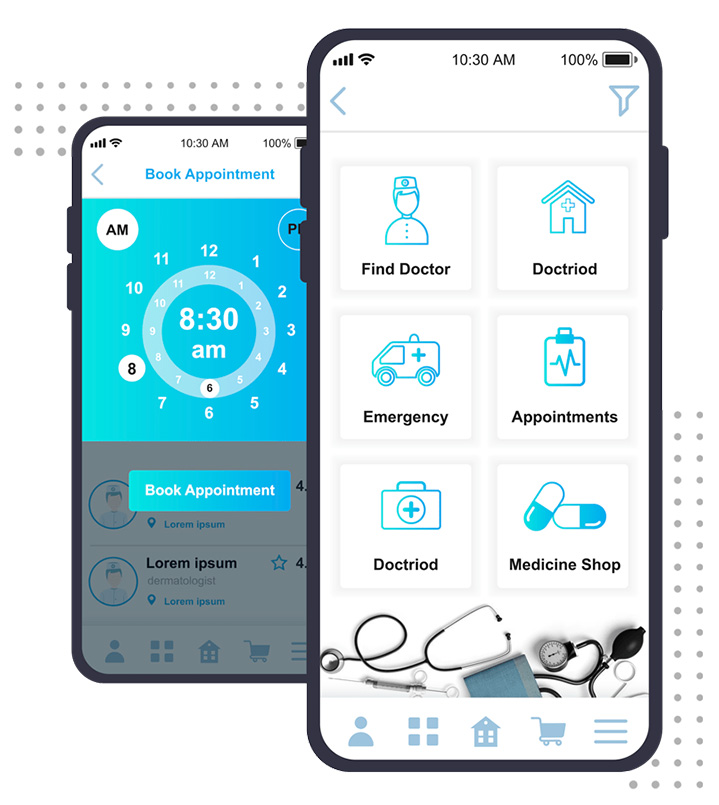 10:30 AM 100%
Book Appointment
AM
12
11 1
10 2
9 3
8 4
7 5
6
12
1
10 2
9 3
8 4
7 5
6
8:30
am
Book Appointment
4.
Lorem ipsum
Lorem ipsum 4.
dermatologist
Lorem ipsum
10:30 AM 100%
Find Doctor Doctriod
Emergency Appointments
Doctriod Medicine Shop